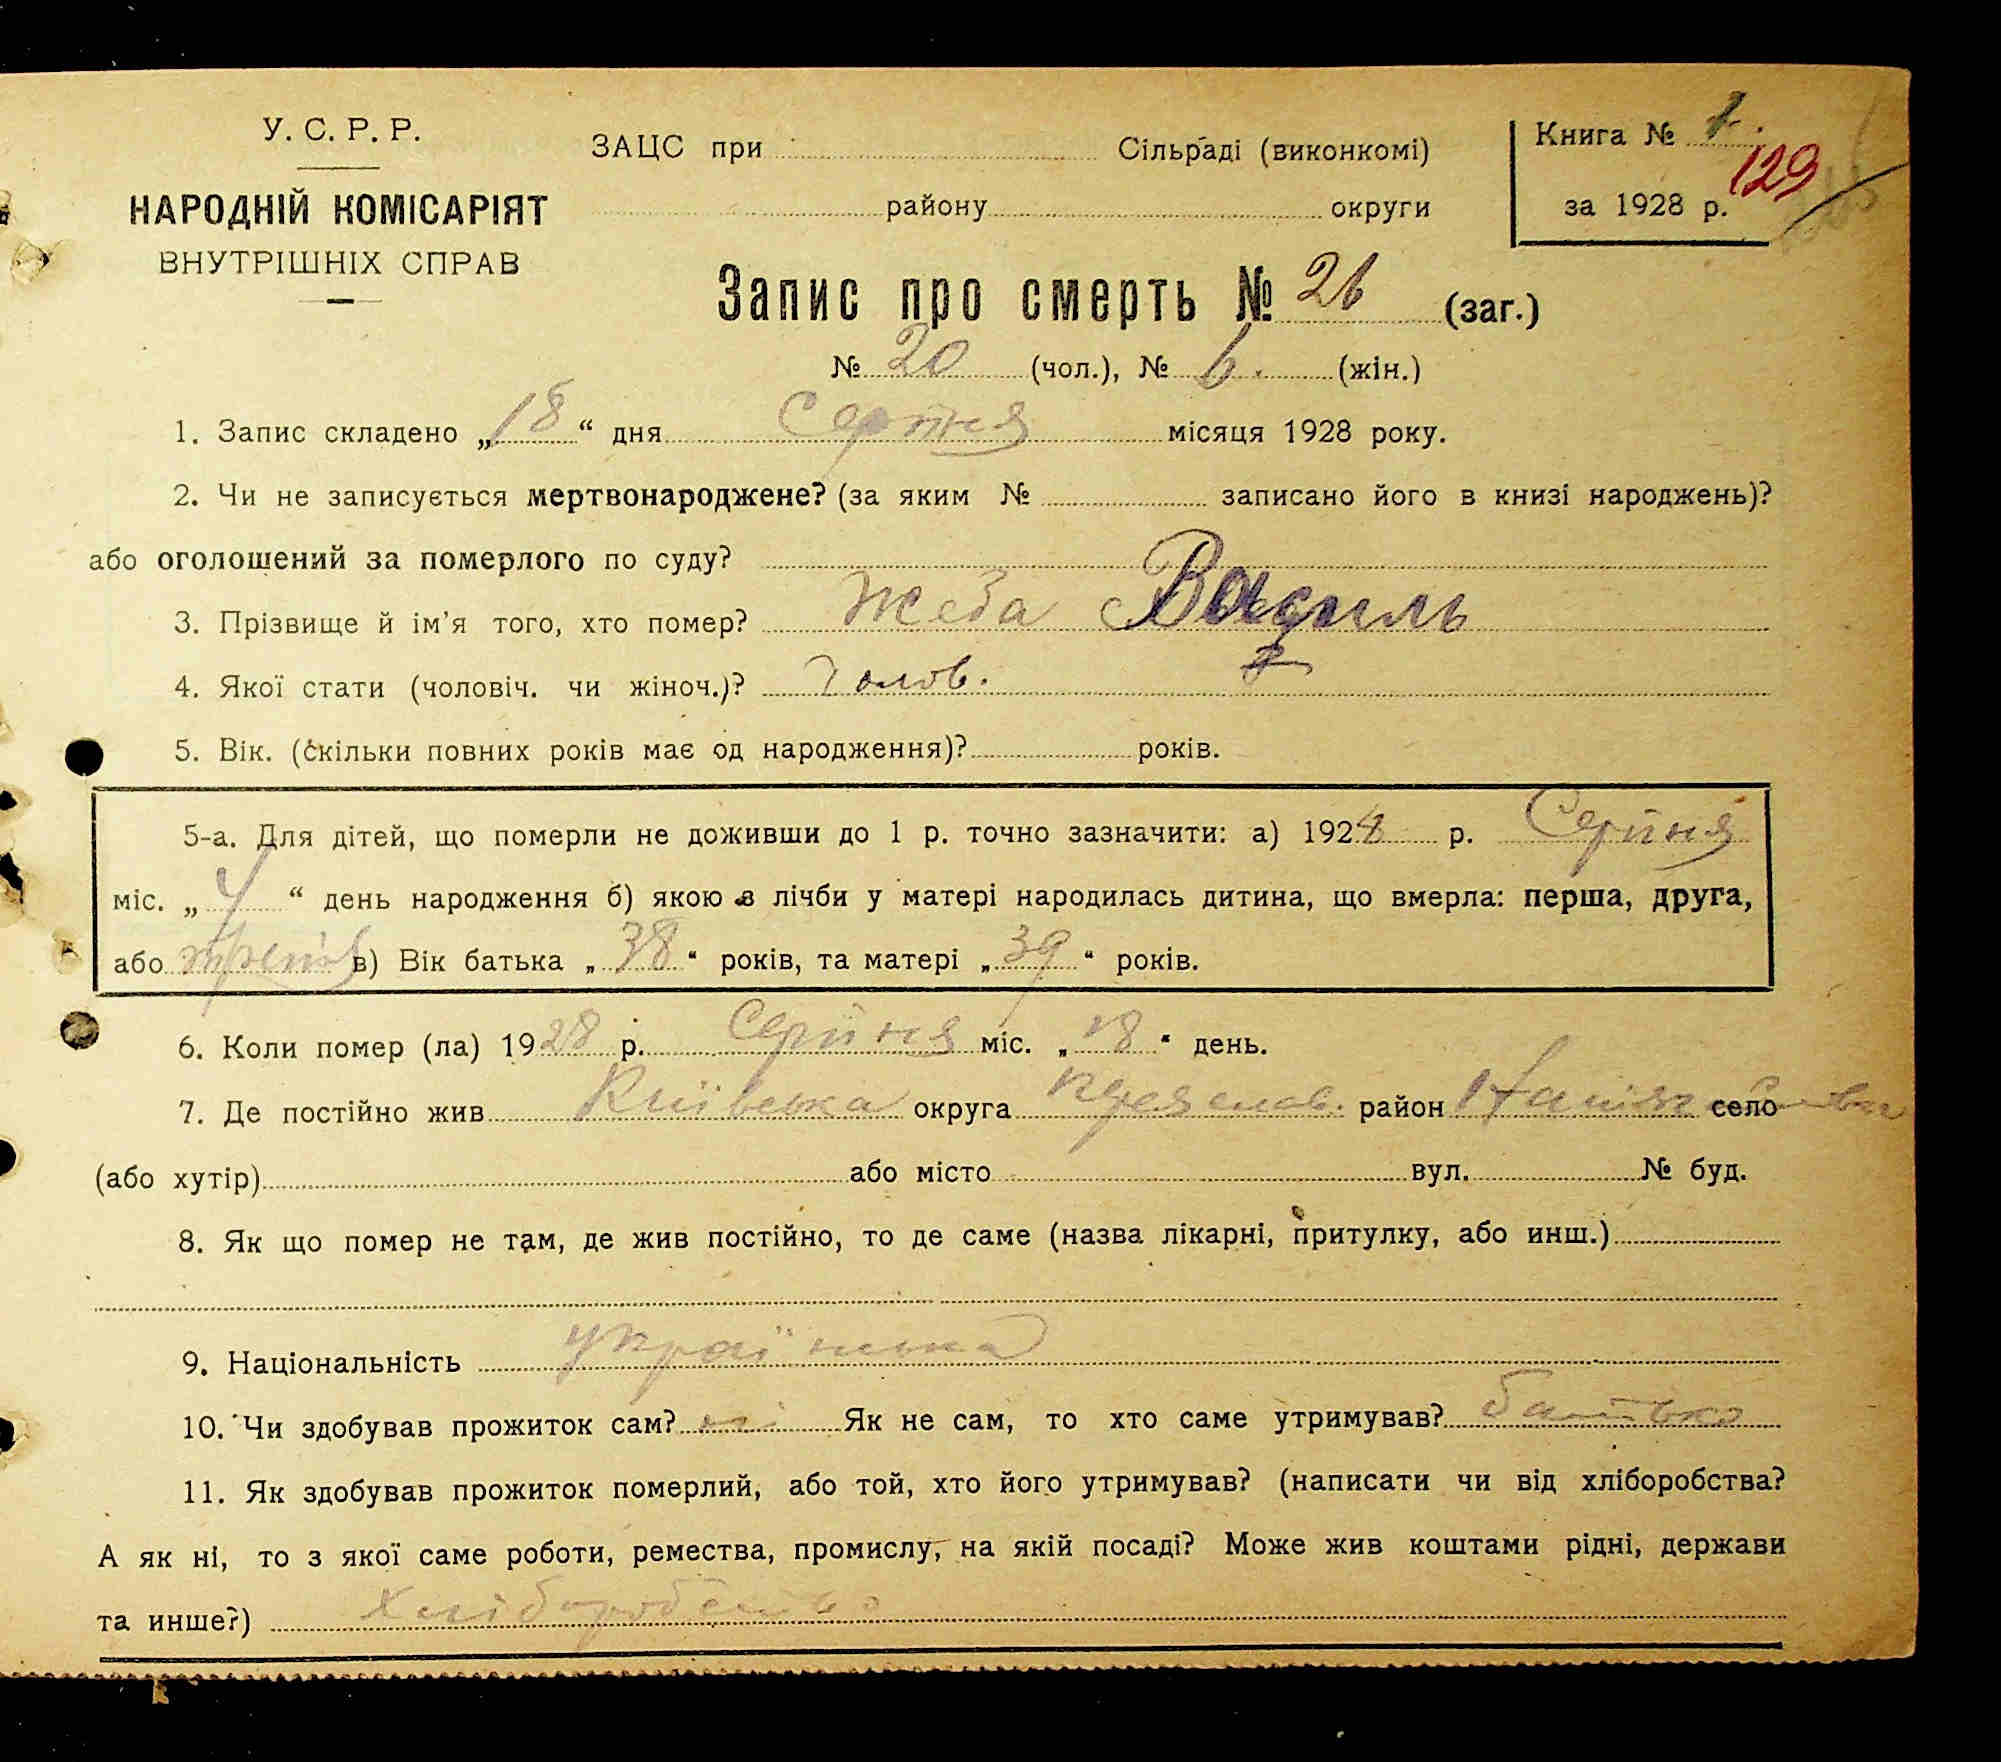 У. С. Р. Р.
НАРОДНІЙ КОМІСАРІЯТ
ВНУТРІШНІХ СПРАВ
ЗАЦС при Сільраді (виконкомі)
району округи
Книга № 1.
129
за 1928 р.
Запис про смерть № 26 (заг.)
№ 20 (чол.), № 6. (жін.)
1. Запис складено „18“ дня Серпня місяця 1928 року.
2. Чи не записується мертвонароджене? (за яким № записано його в книзі народжень)?
або оголошений за померлого по суду?
3. Прізвище й ім'я того, хто помер? Жеба Василь
4. Якої стати (чоловіч. чи жіноч.)? Чолов.
5. Вік. (скільки повних років має од народження)? років.
5-а. Для дітей, що померли не доживши до 1 р. точно зазначити: а) 1928 р. Серпня
міс. „4“ день народження б) якою з лічби у матері народилась дитина, що вмерла: перша, друга,
або в) Вік батька „38“ років, та матері „39“ років.
6. Коли помер (ла) 1928 р. Серпня міс. „18“ день.
7. Де постійно жив Київська округа Переяслов. район село
(або хутір) або місто вул. № буд.
8. Як що помер не там, де жив постійно, то де саме (назва лікарні, притулку, або инш.)
9. Національність українська
10. Чи здобував прожиток сам? ні Як не сам, то хто саме утримував? батько
11. Як здобував прожиток померлий, або той, хто його утримував? (написати чи від хліборобства?
А як ні, то з якої саме роботи, ремества, промислу, на якій посаді? Може жив коштами рідні, держави
та инше?) Хліборобство